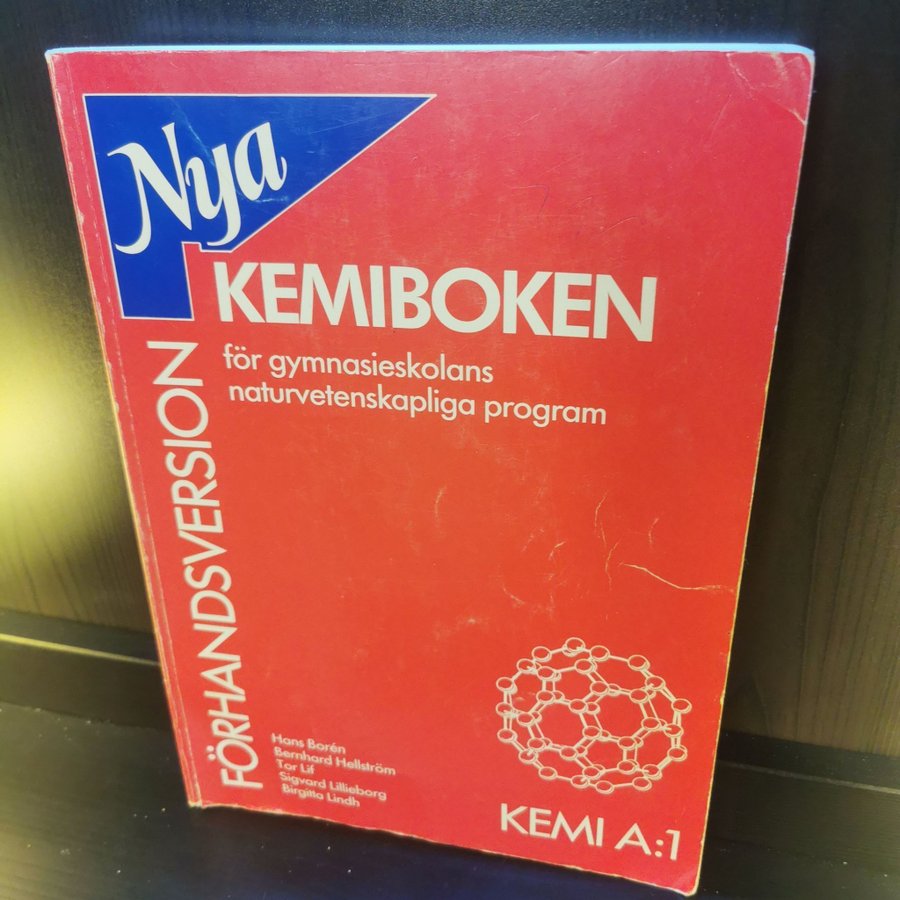 Nya
KEMIBOKEN
för gymnasieskolans
naturvetenskapliga program
FÖRHANDSVERSION
Hans Borén
Bernhard Hellström
Tor Lif
Sigvard Lillieborg
Birgitta Lindh
KEMI A:1